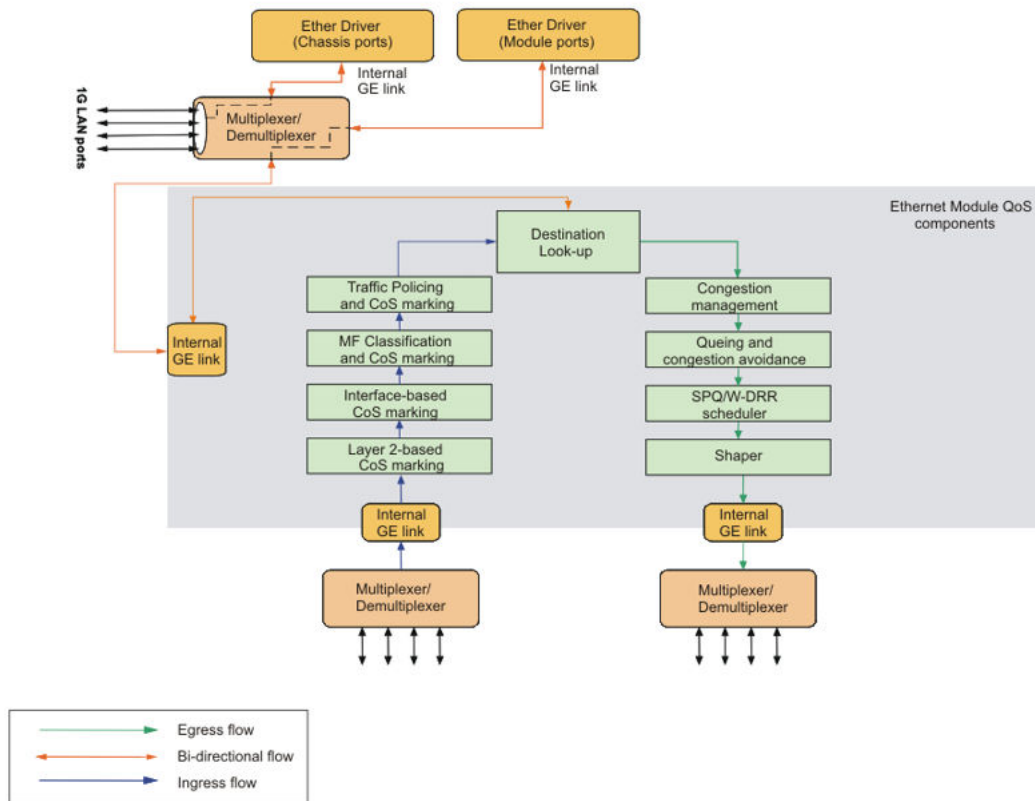 Ether Driver
(Chassis ports)
Ether Driver
(Module ports)
Internal
GE link
Internal
GE link
1G LAN ports
Multiplexer/
Demultiplexer
Ethernet Module QoS
components
Destination
Look-up
Traffic Policing
and CoS marking
Congestion
management
Internal
GE link
MF Classification
and CoS marking
Queing and
congestion avoidance
Interface-based
CoS marking
SPQ/W-DRR
scheduler
Layer 2-based
CoS marking
Shaper
Internal
GE link
Internal
GE link
Multiplexer/
Demultiplexer
Multiplexer/
Demultiplexer
Egress flow
Bi-directional flow
Ingress flow